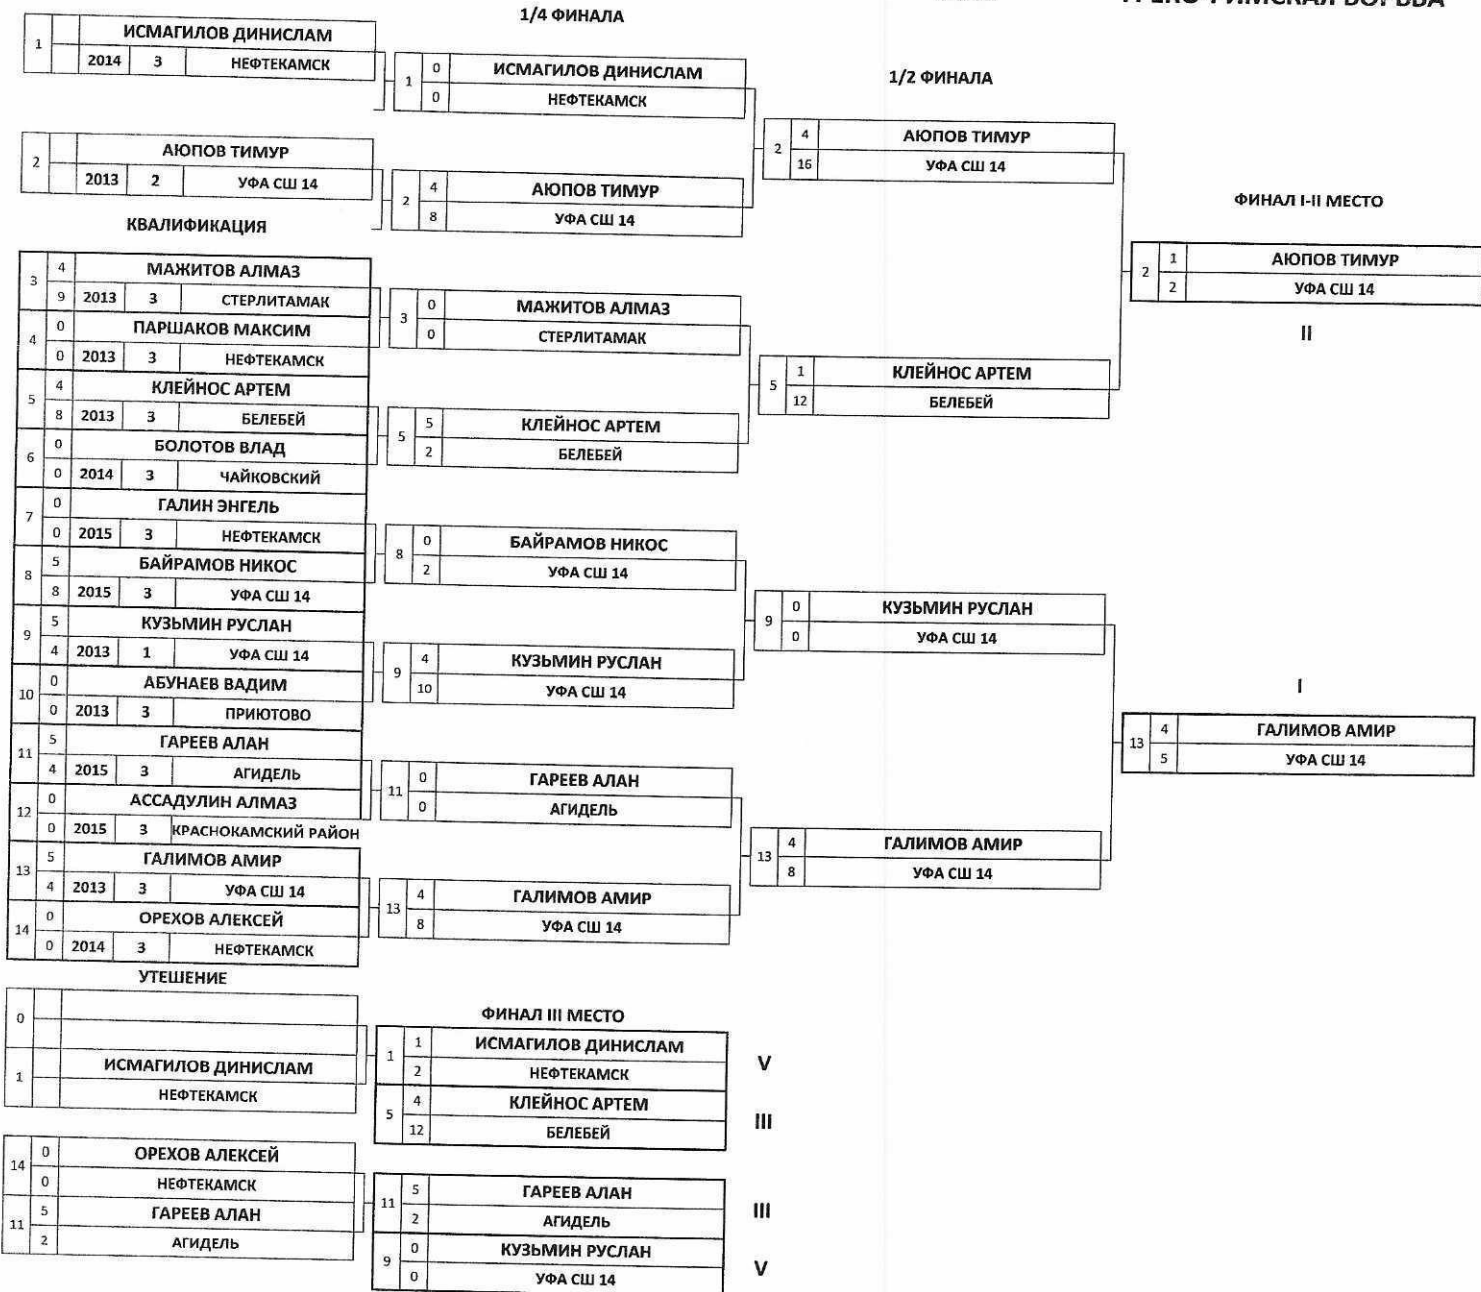 ГРЕКО-РИМСКАЯ БОРЬБА
1/4 ФИНАЛА
1 ИСМАГИЛОВ ДИНИСЛАМ
2014 3 НЕФТЕКАМСК
2 АЮПОВ ТИМУР
2013 2 УФА СШ 14
КВАЛИФИКАЦИЯ
3 4 МАЖИТОВ АЛМАЗ
9 2013 3 СТЕРЛИТАМАК
4 0 ПАРШАКОВ МАКСИМ
0 2013 3 НЕФТЕКАМСК
5 4 КЛЕЙНОС АРТЕМ
8 2013 3 БЕЛЕБЕЙ
6 0 БОЛОТОВ ВЛАД
0 2014 3 ЧАЙКОВСКИЙ
7 0 ГАЛИН ЭНГЕЛЬ
0 2015 3 НЕФТЕКАМСК
8 5 БАЙРАМОВ НИКОС
8 2015 3 УФА СШ 14
9 5 КУЗЬМИН РУСЛАН
4 2013 1 УФА СШ 14
10 0 АБУНАЕВ ВАДИМ
0 2013 3 ПРИЮТОВО
11 5 ГАРЕЕВ АЛАН
4 2015 3 АГИДЕЛЬ
12 0 АССАДУЛИН АЛМАЗ
0 2015 3 КРАСНОКАМСКИЙ РАЙОН
13 5 ГАЛИМОВ АМИР
4 2013 3 УФА СШ 14
14 0 ОРЕХОВ АЛЕКСЕЙ
0 2014 3 НЕФТЕКАМСК
1 0 ИСМАГИЛОВ ДИНИСЛАМ
0 НЕФТЕКАМСК
2 4 АЮПОВ ТИМУР
8 УФА СШ 14
3 0 МАЖИТОВ АЛМАЗ
0 СТЕРЛИТАМАК
5 5 КЛЕЙНОС АРТЕМ
2 БЕЛЕБЕЙ
8 0 БАЙРАМОВ НИКОС
2 УФА СШ 14
9 4 КУЗЬМИН РУСЛАН
10 УФА СШ 14
11 0 ГАРЕЕВ АЛАН
0 АГИДЕЛЬ
13 4 ГАЛИМОВ АМИР
8 УФА СШ 14
1/2 ФИНАЛА
2 4 АЮПОВ ТИМУР
16 УФА СШ 14
5 1 КЛЕЙНОС АРТЕМ
12 БЕЛЕБЕЙ
9 0 КУЗЬМИН РУСЛАН
0 УФА СШ 14
13 4 ГАЛИМОВ АМИР
8 УФА СШ 14
ФИНАЛ I-II МЕСТО
2 1 АЮПОВ ТИМУР
2 УФА СШ 14
II
I
13 4 ГАЛИМОВ АМИР
5 УФА СШ 14
УТЕШЕНИЕ
0
1 ИСМАГИЛОВ ДИНИСЛАМ
НЕФТЕКАМСК
14 0 ОРЕХОВ АЛЕКСЕЙ
0 НЕФТЕКАМСК
11 5 ГАРЕЕВ АЛАН
2 АГИДЕЛЬ
ФИНАЛ III МЕСТО
1 1 ИСМАГИЛОВ ДИНИСЛАМ V
2 НЕФТЕКАМСК
5 4 КЛЕЙНОС АРТЕМ III
12 БЕЛЕБЕЙ
11 5 ГАРЕЕВ АЛАН III
2 АГИДЕЛЬ
9 0 КУЗЬМИН РУСЛАН V
0 УФА СШ 14